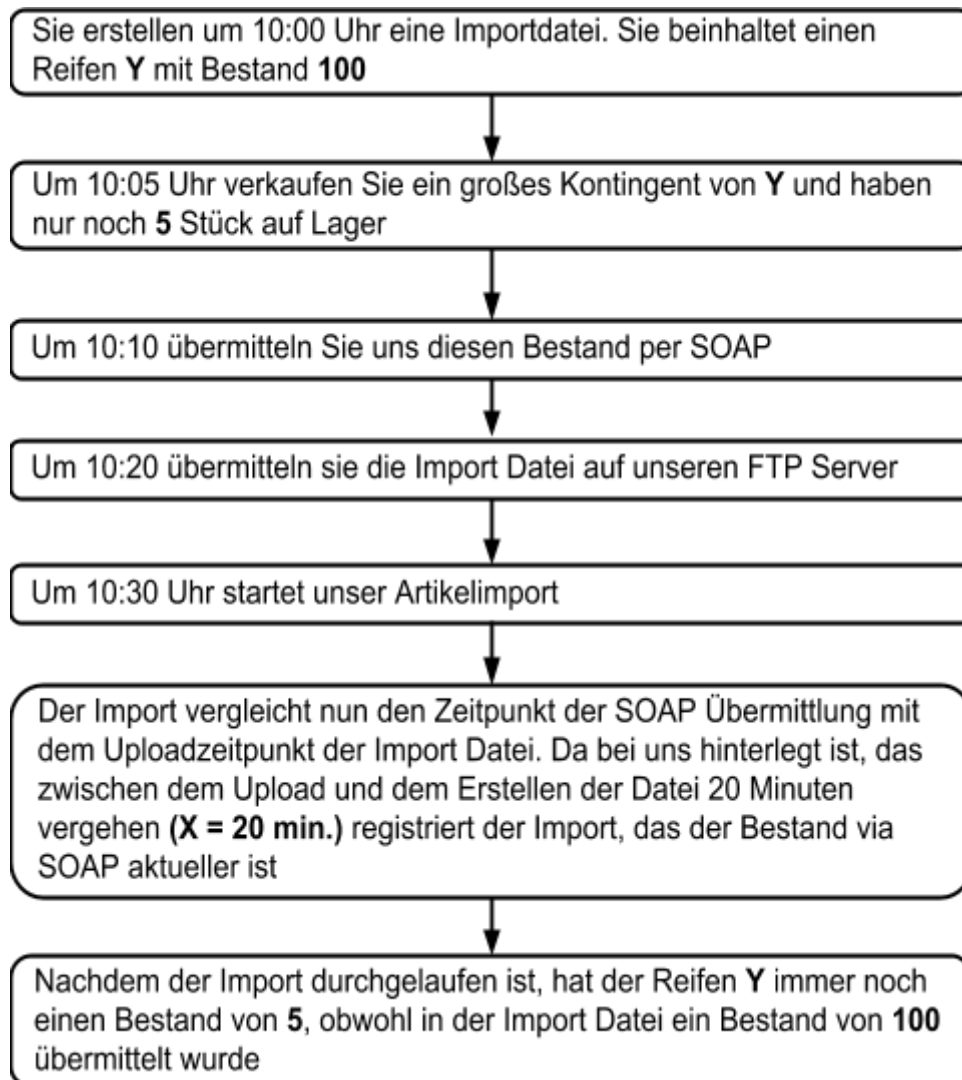 Sie erstellen um 10:00 Uhr eine Importdatei. Sie beinhaltet einen
Reifen Y mit Bestand 100
Um 10:05 Uhr verkaufen Sie ein großes Kontingent von Y und haben
nur noch 5 Stück auf Lager
Um 10:10 übermitteln Sie uns diesen Bestand per SOAP
Um 10:20 übermitteln sie die Import Datei auf unseren FTP Server
Um 10:30 Uhr startet unser Artikelimport
Der Import vergleicht nun den Zeitpunkt der SOAP Übermittlung mit
dem Uploadzeitpunkt der Import Datei. Da bei uns hinterlegt ist, das
zwischen dem Upload und dem Erstellen der Datei 20 Minuten
vergehen (X = 20 min.) registriert der Import, das der Bestand via
SOAP aktueller ist
Nachdem der Import durchgelaufen ist, hat der Reifen Y immer noch
einen Bestand von 5, obwohl in der Import Datei ein Bestand von 100
übermittelt wurde